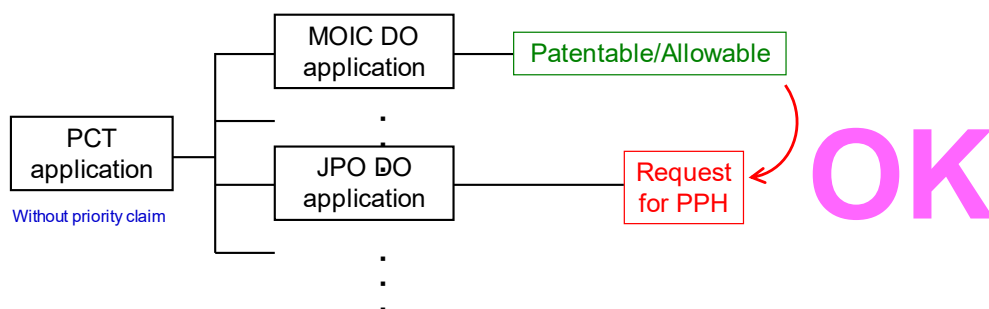 MOIC DO
application
Patentable/Allowable
PCT
application
Without priority claim
JPO DO
application
Request
for PPH
OK